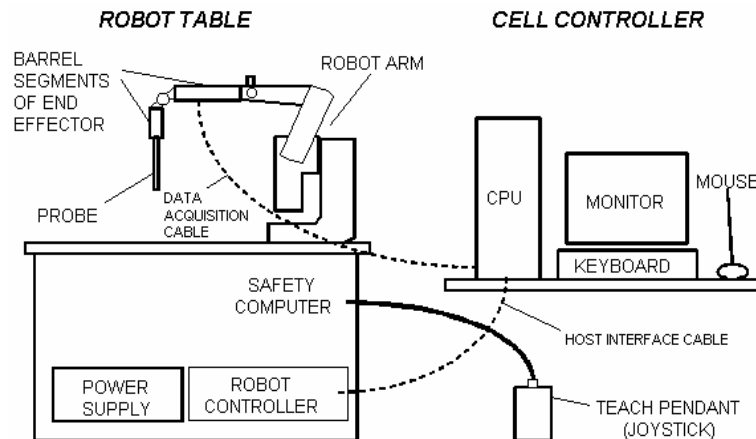 ROBOT TABLE
CELL CONTROLLER
BARREL
SEGMENTS
OF END
EFFECTOR
ROBOT ARM
PROBE
DATA
ACQUISITION
CABLE
CPU
MONITOR
MOUSE
KEYBOARD
SAFETY
COMPUTER
HOST INTERFACE CABLE
POWER
SUPPLY
ROBOT
CONTROLLER
TEACH PENDANT
(JOYSTICK)